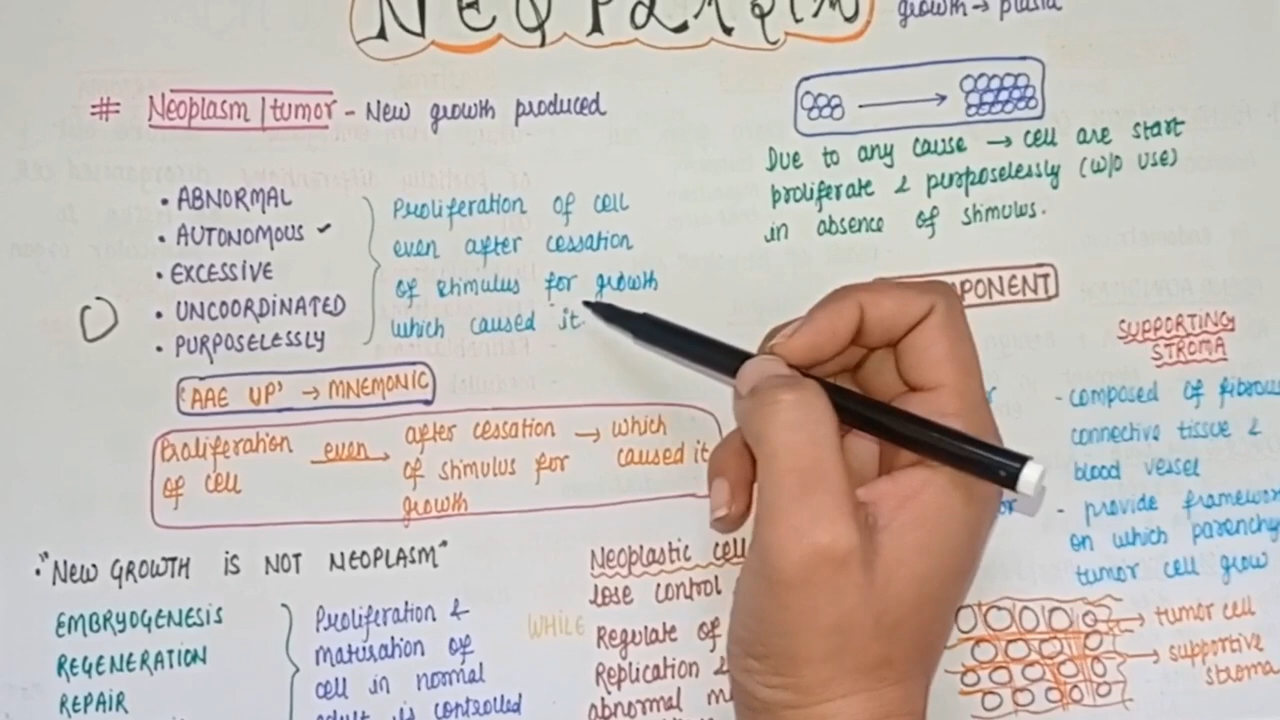 NEOPLASIA
growth → plasia
# Neoplasm | tumor - New growth produced
• ABNORMAL
• AUTONOMOUS
• EXCESSIVE
• UNCOORDINATED
• PURPOSELESSLY
Proliferation of cell
even after cessation
of stimulus for growth
which caused it.
'AAE UP' → MNEMONIC
Proliferation
of cell
even
after cessation
of stimulus for
growth
→ which
caused it
Due to any cause → cell are start
proliferate & purposelessly (w/o USE)
in absence of stimulus.
PONENT
SUPPORTING
STROMA
- composed of fibrous
connective tissue &
blood vessel
- provide framewor
on which parenchy
tumor cell grow
→ tumor cell
→ supportive
stroma
• "NEW GROWTH IS NOT NEOPLASM"
EMBRYOGENESIS
REGENERATION
REPAIR
Proliferation &
maturation of
cell in normal
adult is controlled
WHILE
Neoplastic cell
lose control
Regulate of
Replication &
abnormal m